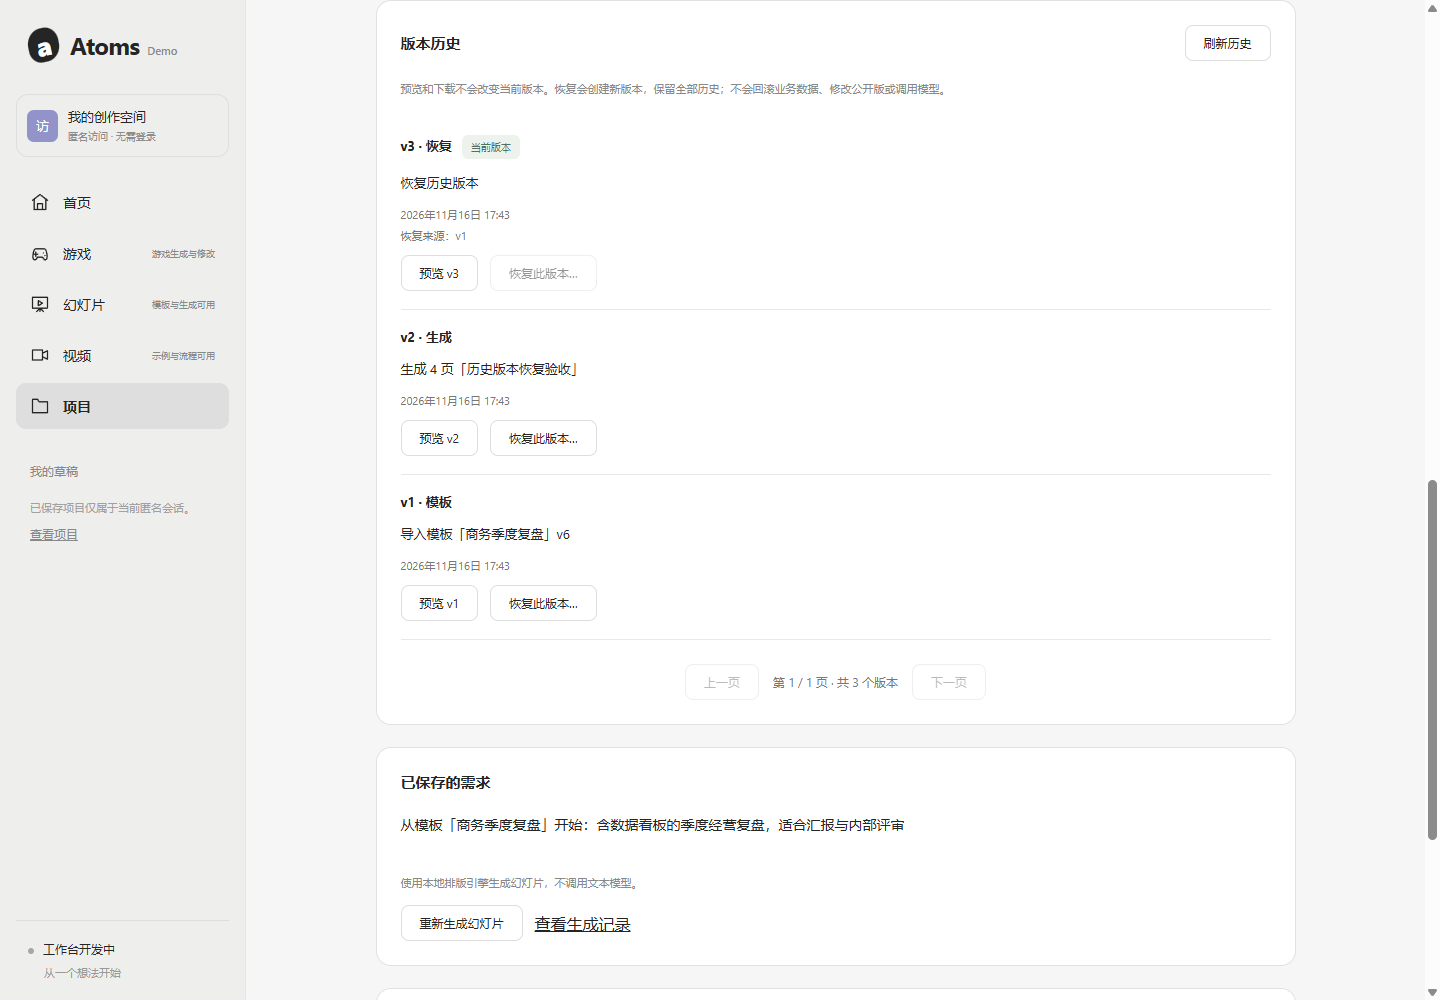 a Atoms Demo
访
我的创作空间
匿名访问 · 无需登录
首页
游戏 游戏生成与修改
幻灯片 模板与生成可用
视频 示例与流程可用
项目
我的草稿
已保存项目仅属于当前匿名会话。
查看项目
工作台开发中
从一个想法开始
版本历史
刷新历史
预览和下载不会改变当前版本。恢复会创建新版本，保留全部历史；不会回滚业务数据、修改公开版或调用模型。
v3 · 恢复 当前版本
恢复历史版本
2026年11月16日 17:43
恢复来源：v1
预览 v3 恢复此版本...
v2 · 生成
生成 4 页「历史版本恢复验收」
2026年11月16日 17:43
预览 v2 恢复此版本...
v1 · 模板
导入模板「商务季度复盘」v6
2026年11月16日 17:43
预览 v1 恢复此版本...
上一页 第 1 / 1 页 · 共 3 个版本 下一页
已保存的需求
从模板「商务季度复盘」开始：含数据看板的季度经营复盘，适合汇报与内部评审
使用本地排版引擎生成幻灯片，不调用文本模型。
重新生成幻灯片 查看生成记录